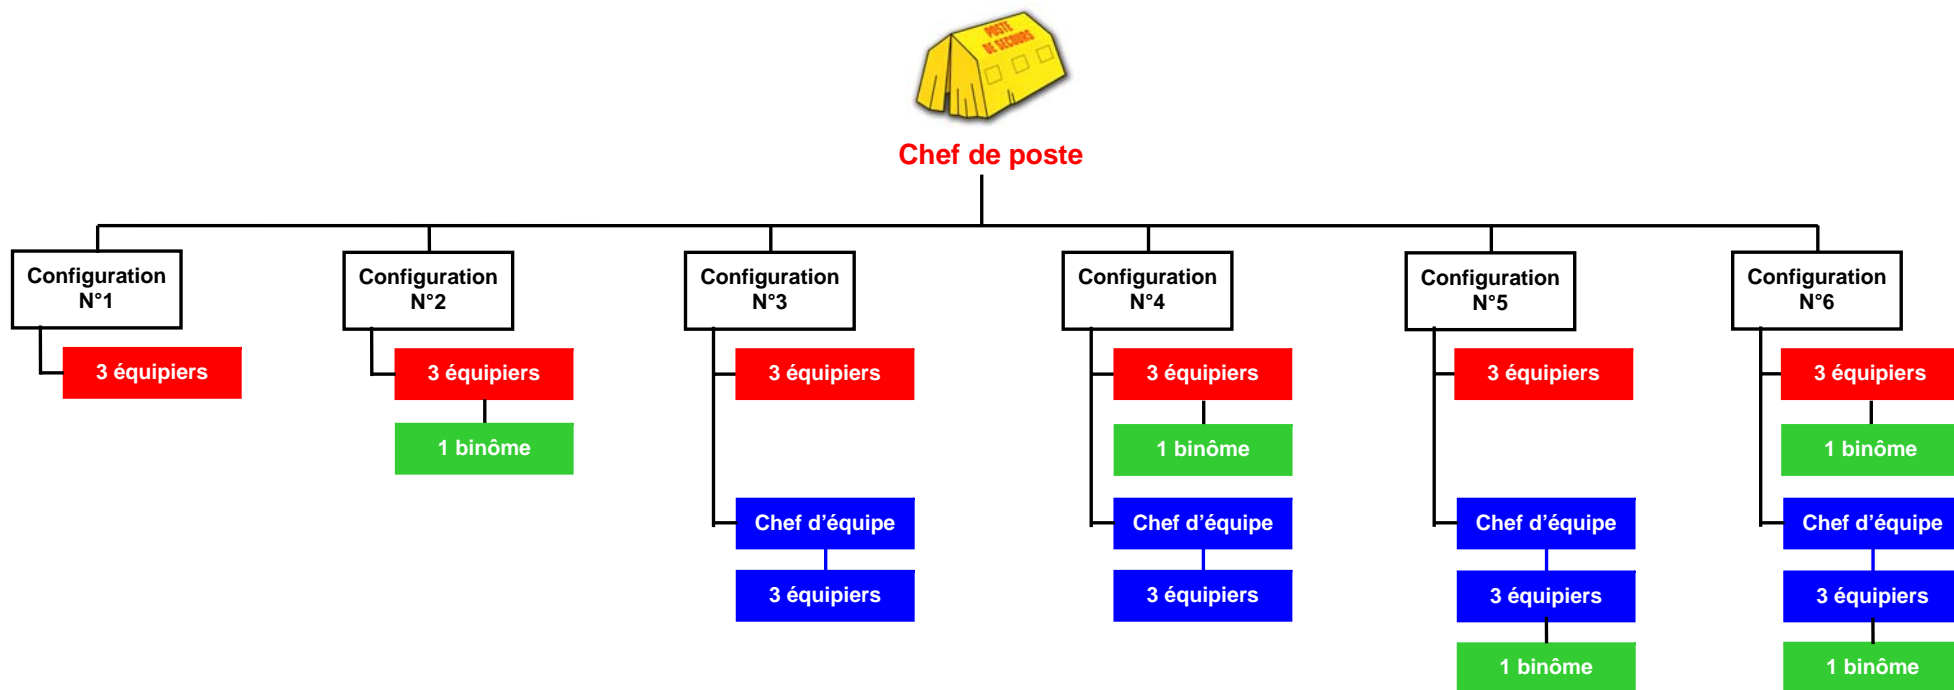 POSTE
DE SECOURS
Chef de poste
Configuration
N°1
3 équipiers
Configuration
N°2
3 équipiers
1 binôme
Configuration
N°3
3 équipiers
Chef d’équipe
3 équipiers
Configuration
N°4
3 équipiers
1 binôme
Chef d’équipe
3 équipiers
Configuration
N°5
3 équipiers
Chef d’équipe
3 équipiers
1 binôme
Configuration
N°6
3 équipiers
1 binôme
Chef d’équipe
3 équipiers
1 binôme